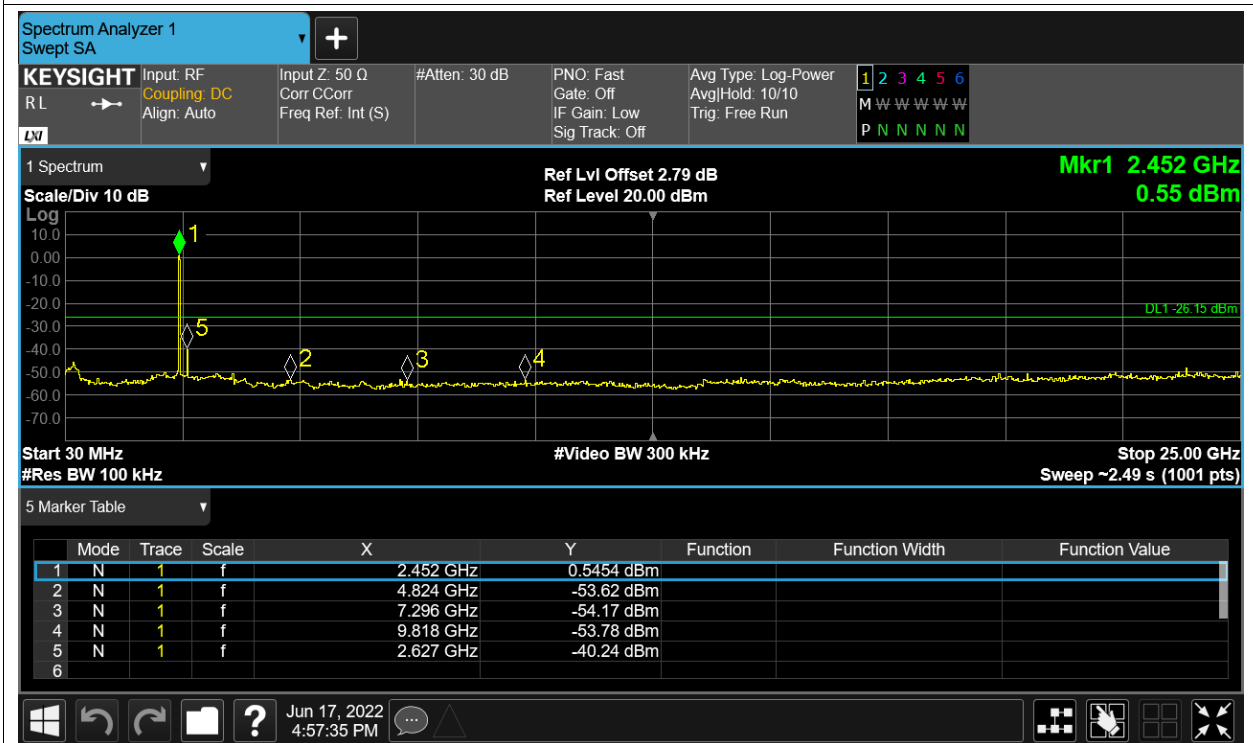 Spectrum Analyzer 1
Swept SA
KEYSIGHT Input: RF Input Z: 50 Ω #Atten: 30 dB PNO: Fast Avg Type: Log-Power 1 2 3 4 5 6
RL Coupling: DC Corr CCorr Gate: Off Avg|Hold: 10/10 M W W W W W
Align: Auto Freq Ref: Int (S) IF Gain: Low Trig: Free Run
LXI Sig Track: Off P N N N N N
1 Spectrum Ref Lvl Offset 2.79 dB Mkr1 2.452 GHz
Scale/Div 10 dB Ref Level 20.00 dBm 0.55 dBm
Log
10.0 1
0.00
-10.0
-20.0 DL1 -26.15 dBm
-30.0 5
-40.0 2 3 4
-50.0
-60.0
-70.0
Start 30 MHz #Video BW 300 kHz Stop 25.00 GHz
#Res BW 100 kHz Sweep ~2.49 s (1001 pts)
5 Marker Table
Mode Trace Scale X Y Function Function Width Function Value
1 N 1 f 2.452 GHz 0.5454 dBm
2 N 1 f 4.824 GHz -53.62 dBm
3 N 1 f 7.296 GHz -54.17 dBm
4 N 1 f 9.818 GHz -53.78 dBm
5 N 1 f 2.627 GHz -40.24 dBm
6
? Jun 17, 2022
4:57:35 PM